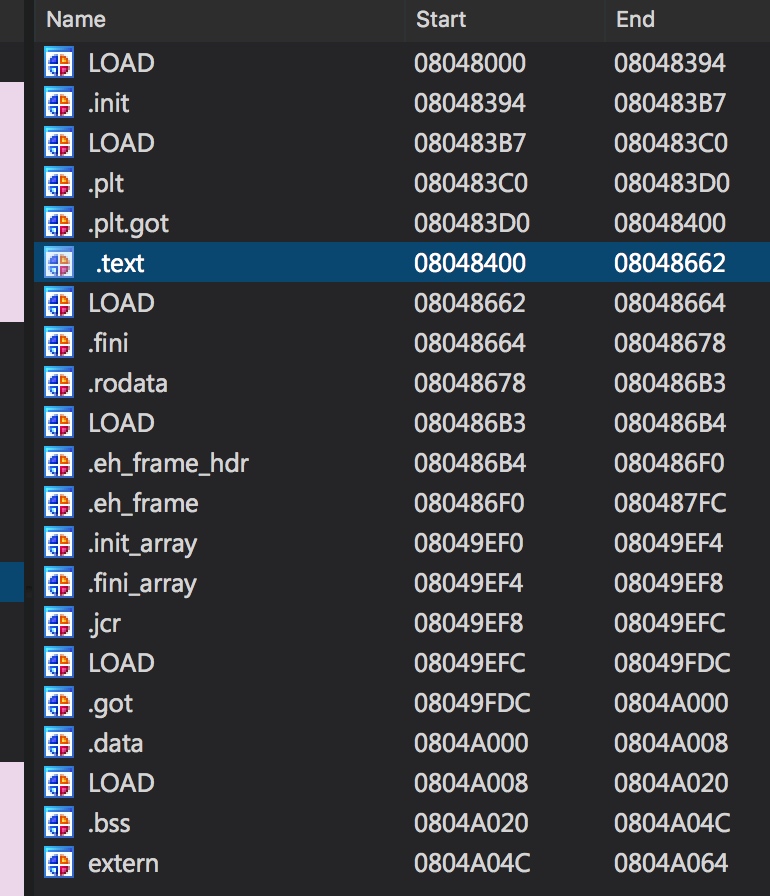 Name Start End
LOAD 08048000 08048394
.init 08048394 080483B7
LOAD 080483B7 080483C0
.plt 080483C0 080483D0
.plt.got 080483D0 08048400
.text 08048400 08048662
LOAD 08048662 08048664
.fini 08048664 08048678
.rodata 08048678 080486B3
LOAD 080486B3 080486B4
.eh_frame_hdr 080486B4 080486F0
.eh_frame 080486F0 080487FC
.init_array 08049EF0 08049EF4
.fini_array 08049EF4 08049EF8
.jcr 08049EF8 08049EFC
LOAD 08049EFC 08049FDC
.got 08049FDC 0804A000
.data 0804A000 0804A008
LOAD 0804A008 0804A020
.bss 0804A020 0804A04C
extern 0804A04C 0804A064